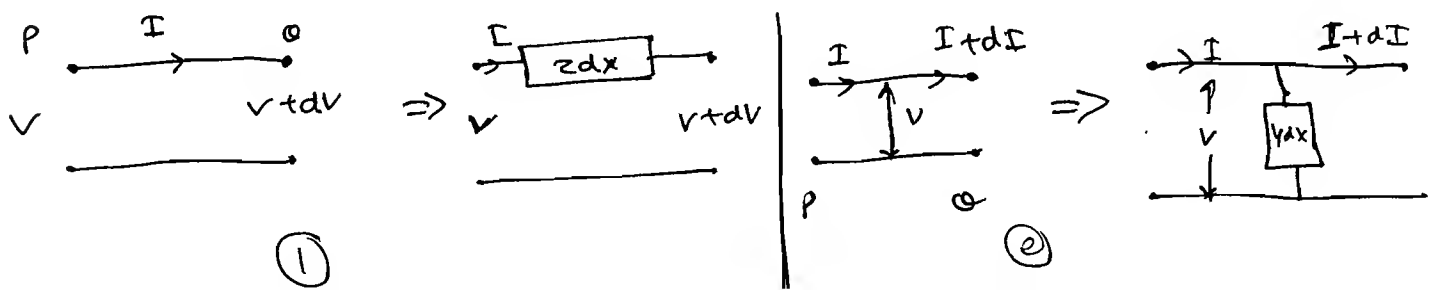 P I Q
V V+dV
⇒
I Zdx
V V+dV
①
I I+dI
V
P Q
⇒
I I+dI
V Ydx
②